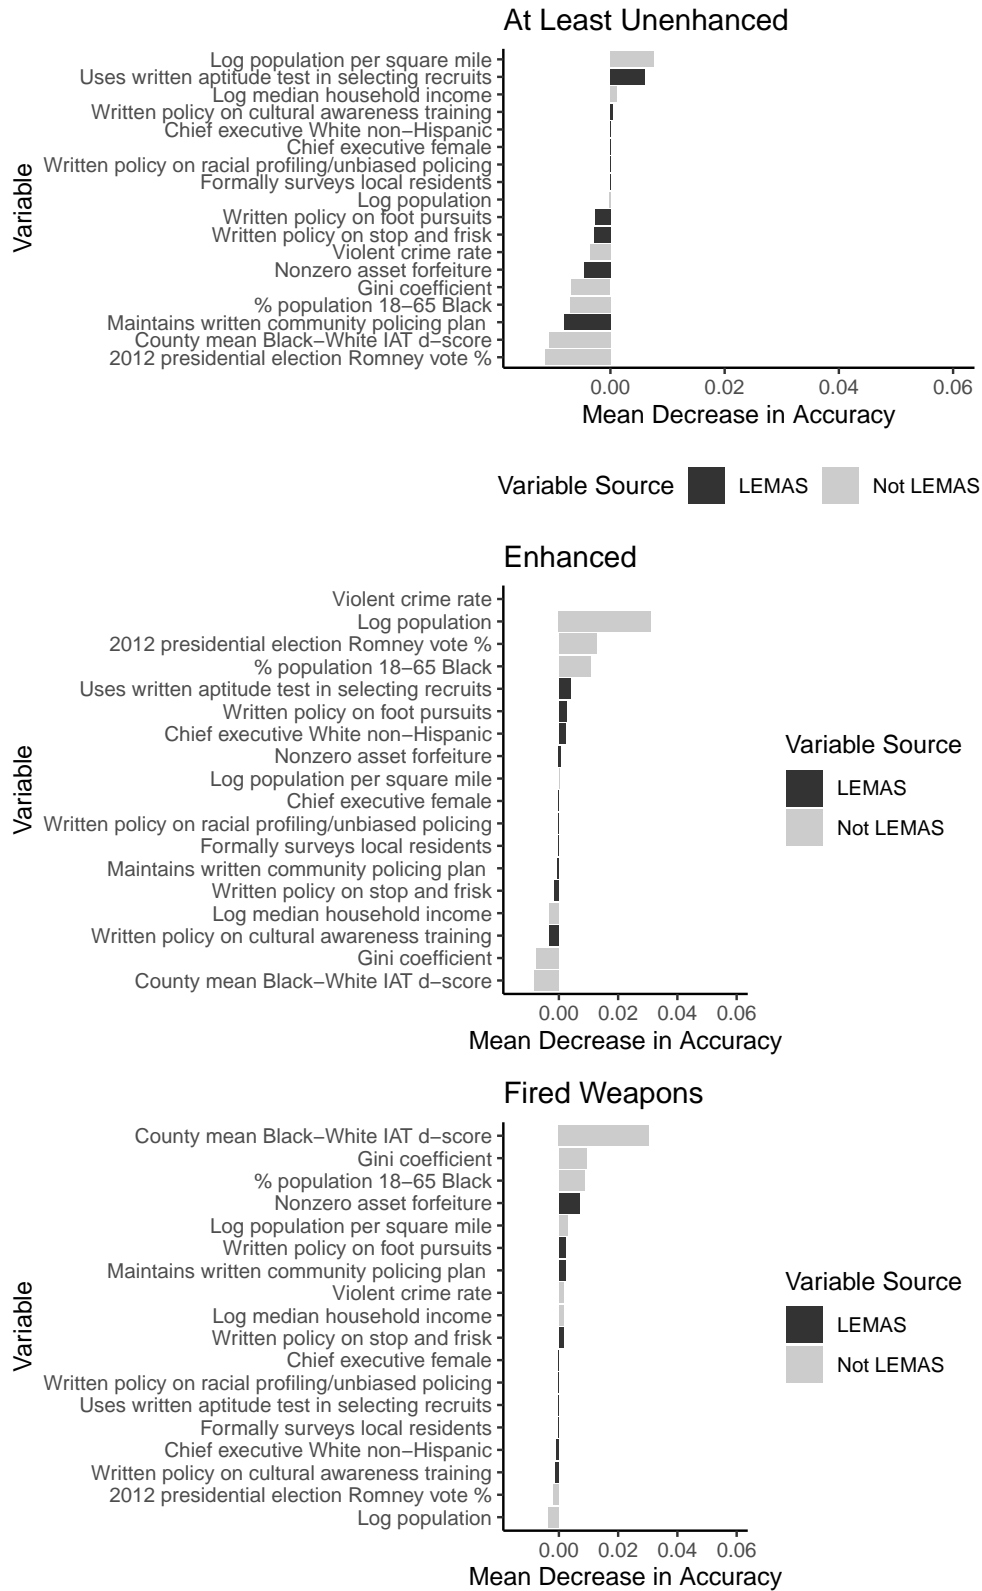 At Least Unenhanced
Variable
Log population per square mile
Uses written aptitude test in selecting recruits
Log median household income
Written policy on cultural awareness training
Chief executive White non−Hispanic
Chief executive female
Written policy on racial profiling/unbiased policing
Formally surveys local residents
Log population
Written policy on foot pursuits
Written policy on stop and frisk
Violent crime rate
Nonzero asset forfeiture
Gini coefficient
% population 18−65 Black
Maintains written community policing plan
County mean Black−White IAT d−score
2012 presidential election Romney vote %
0.00 0.02 0.04 0.06
Mean Decrease in Accuracy
Variable Source LEMAS Not LEMAS
Enhanced
Variable
Violent crime rate
Log population
2012 presidential election Romney vote %
% population 18−65 Black
Uses written aptitude test in selecting recruits
Written policy on foot pursuits
Chief executive White non−Hispanic
Nonzero asset forfeiture
Log population per square mile
Chief executive female
Written policy on racial profiling/unbiased policing
Formally surveys local residents
Maintains written community policing plan
Written policy on stop and frisk
Log median household income
Written policy on cultural awareness training
Gini coefficient
County mean Black−White IAT d−score
0.00 0.02 0.04 0.06
Mean Decrease in Accuracy
Variable Source
LEMAS
Not LEMAS
Fired Weapons
Variable
County mean Black−White IAT d−score
Gini coefficient
% population 18−65 Black
Nonzero asset forfeiture
Log population per square mile
Written policy on foot pursuits
Maintains written community policing plan
Violent crime rate
Log median household income
Written policy on stop and frisk
Chief executive female
Written policy on racial profiling/unbiased policing
Uses written aptitude test in selecting recruits
Formally surveys local residents
Chief executive White non−Hispanic
Written policy on cultural awareness training
2012 presidential election Romney vote %
Log population
0.00 0.02 0.04 0.06
Mean Decrease in Accuracy
Variable Source
LEMAS
Not LEMAS